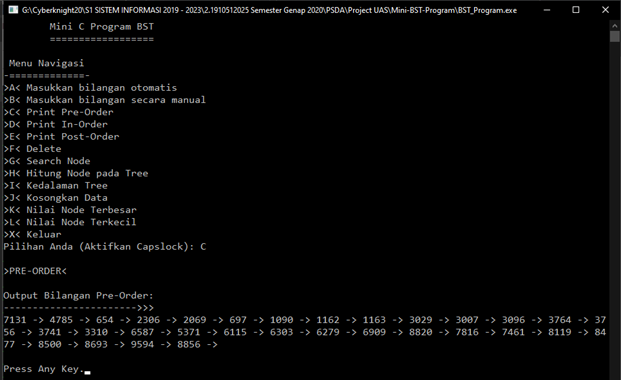 G:\Cyberknight20\S1 SISTEM INFORMASI 2019 - 2023\2.1910512025 Semester Genap 2020\PSDA\Project UAS\Mini-BST-Program\BST_Program.exe
Mini C Program BST
==================
Menu Navigasi
-=============-
>A< Masukkan bilangan otomatis
>B< Masukkan bilangan secara manual
>C< Print Pre-Order
>D< Print In-Order
>E< Print Post-Order
>F< Delete
>G< Search Node
>H< Hitung Node pada Tree
>I< Kedalaman Tree
>J< Kosongkan Data
>K< Nilai Node Terbesar
>L< Nilai Node Terkecil
>X< Keluar
Pilihan Anda (Aktifkan Capslock): C
>PRE-ORDER<
Output Bilangan Pre-Order:
---------------------->>>
7131 -> 4785 -> 654 -> 2306 -> 2069 -> 697 -> 1090 -> 1162 -> 1163 -> 3029 -> 3007 -> 3096 -> 3764 -> 37
56 -> 3741 -> 3310 -> 6587 -> 5371 -> 6115 -> 6303 -> 6279 -> 6909 -> 8820 -> 7816 -> 7461 -> 8119 -> 84
77 -> 8500 -> 8693 -> 9594 -> 8856 ->
Press Any Key.